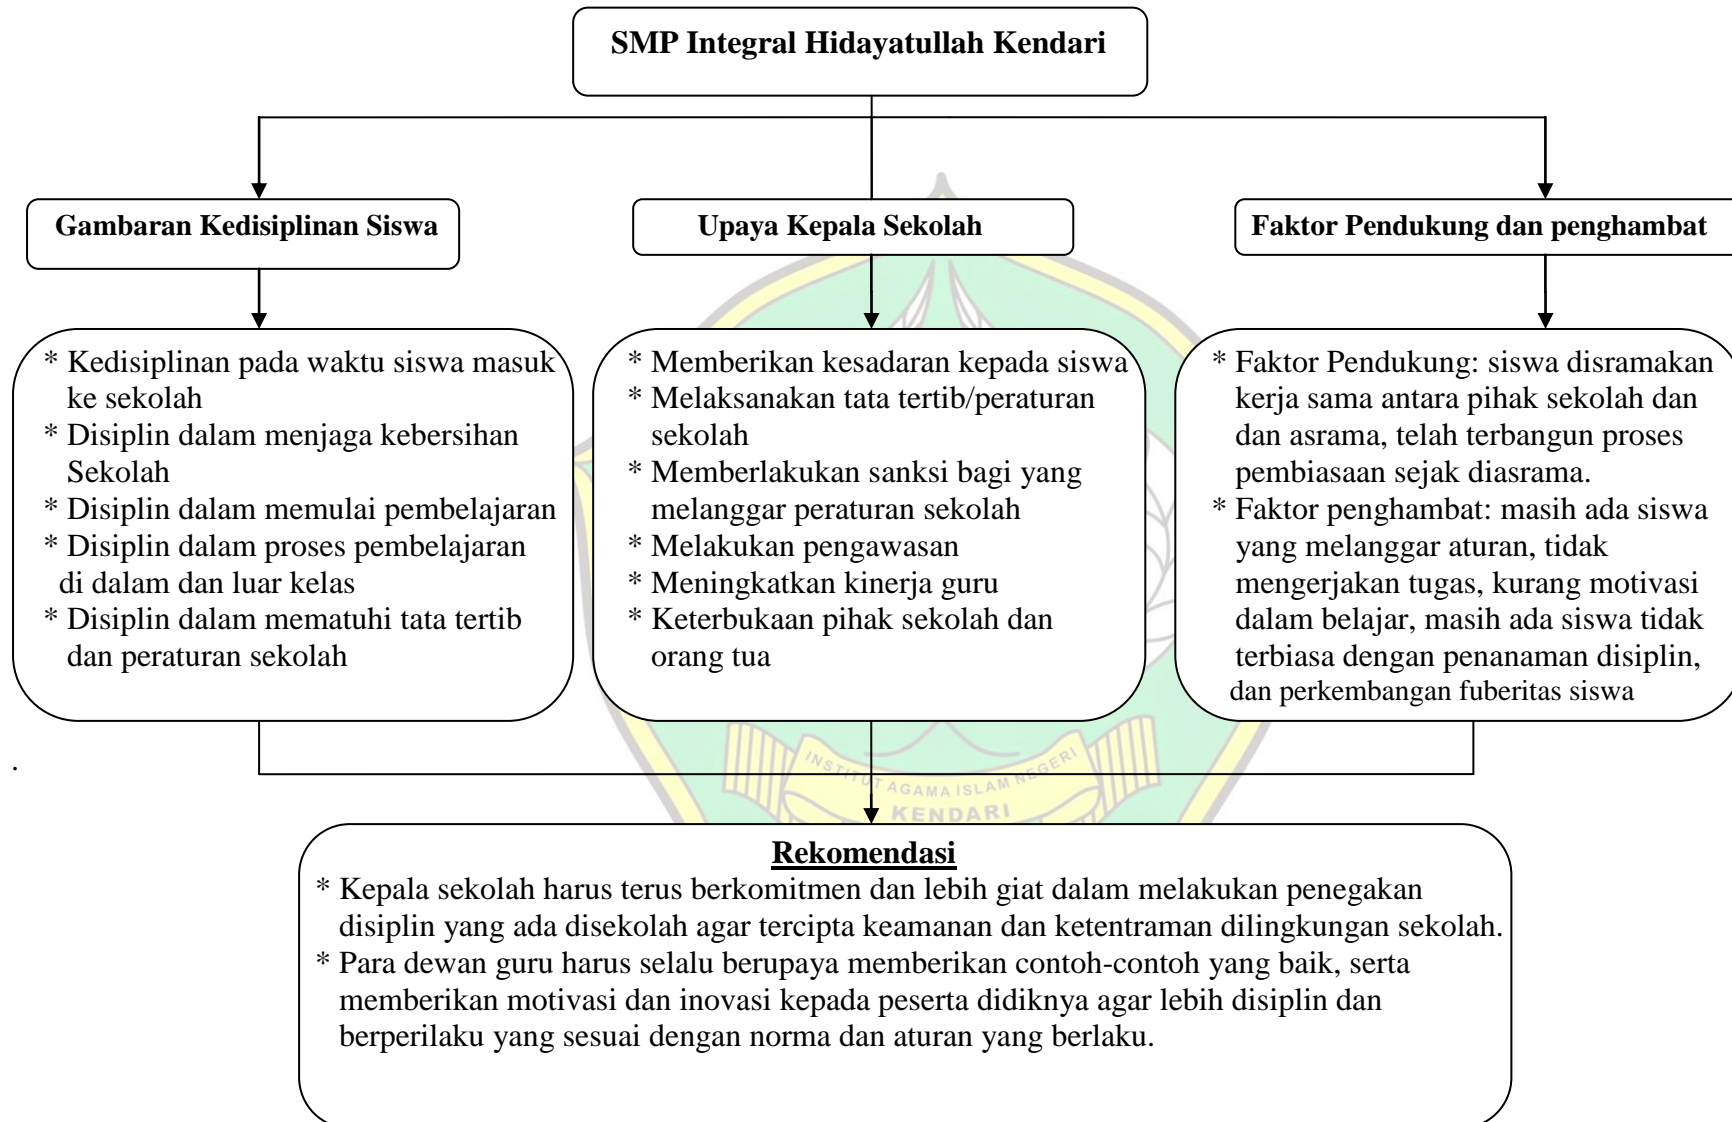 SMP Integral Hidayatullah Kendari
Gambaran Kedisiplinan Siswa
Upaya Kepala Sekolah
Faktor Pendukung dan penghambat
* Kedisiplinan pada waktu siswa masuk
ke sekolah
* Disiplin dalam menjaga kebersihan
Sekolah
* Disiplin dalam memulai pembelajaran
* Disiplin dalam proses pembelajaran
di dalam dan luar kelas
* Disiplin dalam mematuhi tata tertib
dan peraturan sekolah
* Memberikan kesadaran kepada siswa
* Melaksanakan tata tertib/peraturan
sekolah
* Memberlakukan sanksi bagi yang
melanggar peraturan sekolah
* Melakukan pengawasan
* Meningkatkan kinerja guru
* Keterbukaan pihak sekolah dan
orang tua
* Faktor Pendukung: siswa disramakan
kerja sama antara pihak sekolah dan
dan asrama, telah terbangun proses
pembiasaan sejak diasrama.
* Faktor penghambat: masih ada siswa
yang melanggar aturan, tidak
mengerjakan tugas, kurang motivasi
dalam belajar, masih ada siswa tidak
terbiasa dengan penanaman disiplin,
dan perkembangan fuberitas siswa
.
INSTITUT AGAMA ISLAM NEGERI
KENDARI
Rekomendasi
* Kepala sekolah harus terus berkomitmen dan lebih giat dalam melakukan penegakan
disiplin yang ada disekolah agar tercipta keamanan dan ketentraman dilingkungan sekolah.
* Para dewan guru harus selalu berupaya memberikan contoh-contoh yang baik, serta
memberikan motivasi dan inovasi kepada peserta didiknya agar lebih disiplin dan
berperilaku yang sesuai dengan norma dan aturan yang berlaku.